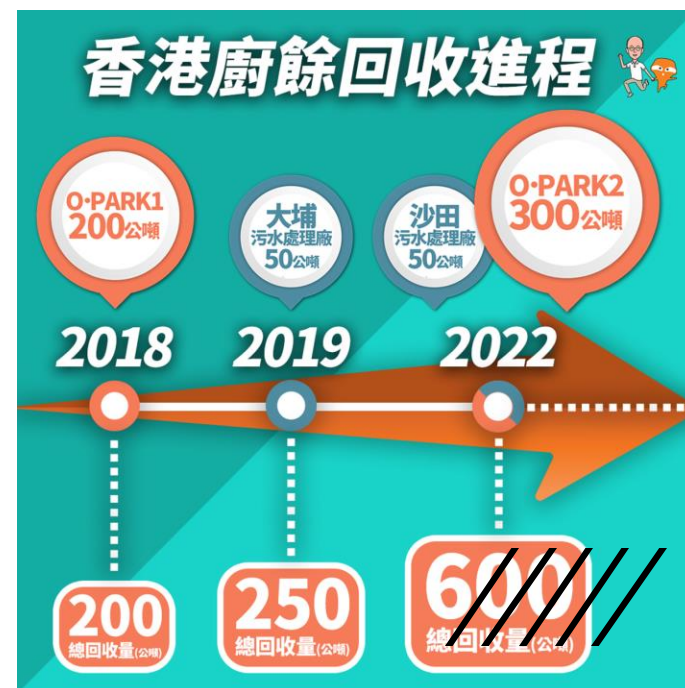 香港廚餘回收進程
O·PARK1
200公噸
大埔
污水處理廠
50公噸
沙田
污水處理廠
50公噸
O·PARK2
300公噸
2018
2019
2022
200
總回收量(公噸)
250
總回收量(公噸)
600
總回收量(公噸)